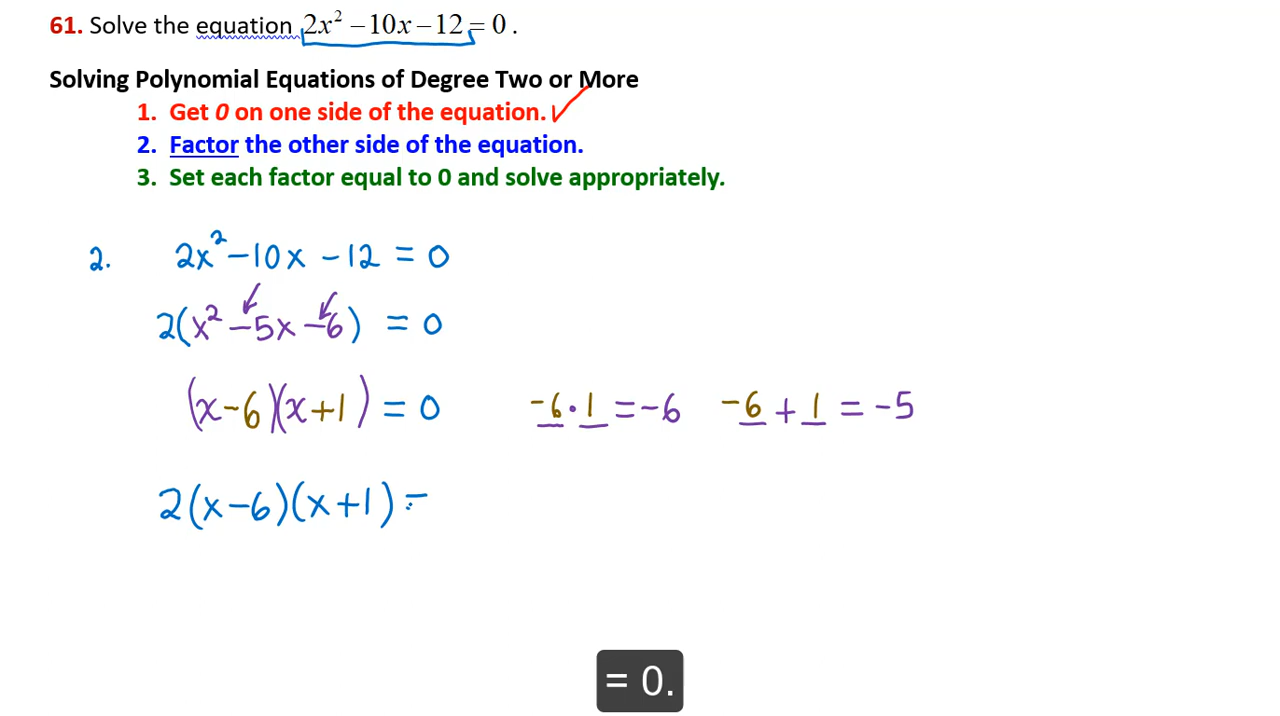 61. Solve the equation 2x² − 10x − 12 = 0 .
Solving Polynomial Equations of Degree Two or More
1. Get 0 on one side of the equation. ✓
2. Factor the other side of the equation.
3. Set each factor equal to 0 and solve appropriately.
2. 2x² − 10x − 12 = 0
2(x² − 5x − 6) = 0
(x − 6)(x + 1) = 0 -6 · 1 = −6 -6 + 1 = −5
2(x − 6)(x + 1) =
= 0.